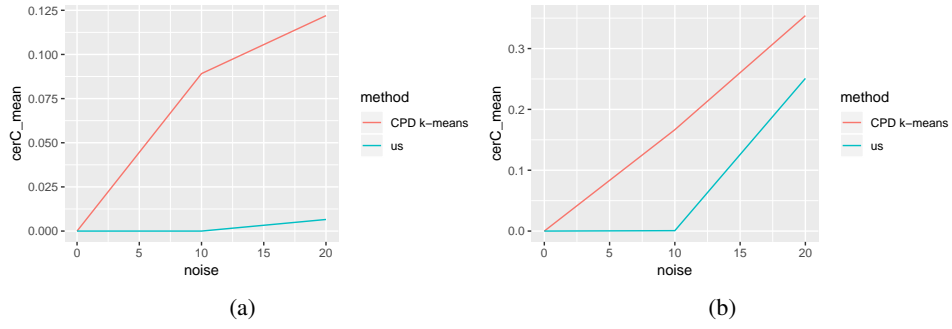 0.125
0.100
0.075
0.050
0.025
0.000
cerC_mean
0
5
10
15
20
noise
method
CPD k−means
us
(a)
0.3
0.2
0.1
0.0
cerC_mean
0
5
10
15
20
noise
method
CPD k−means
us
(b)